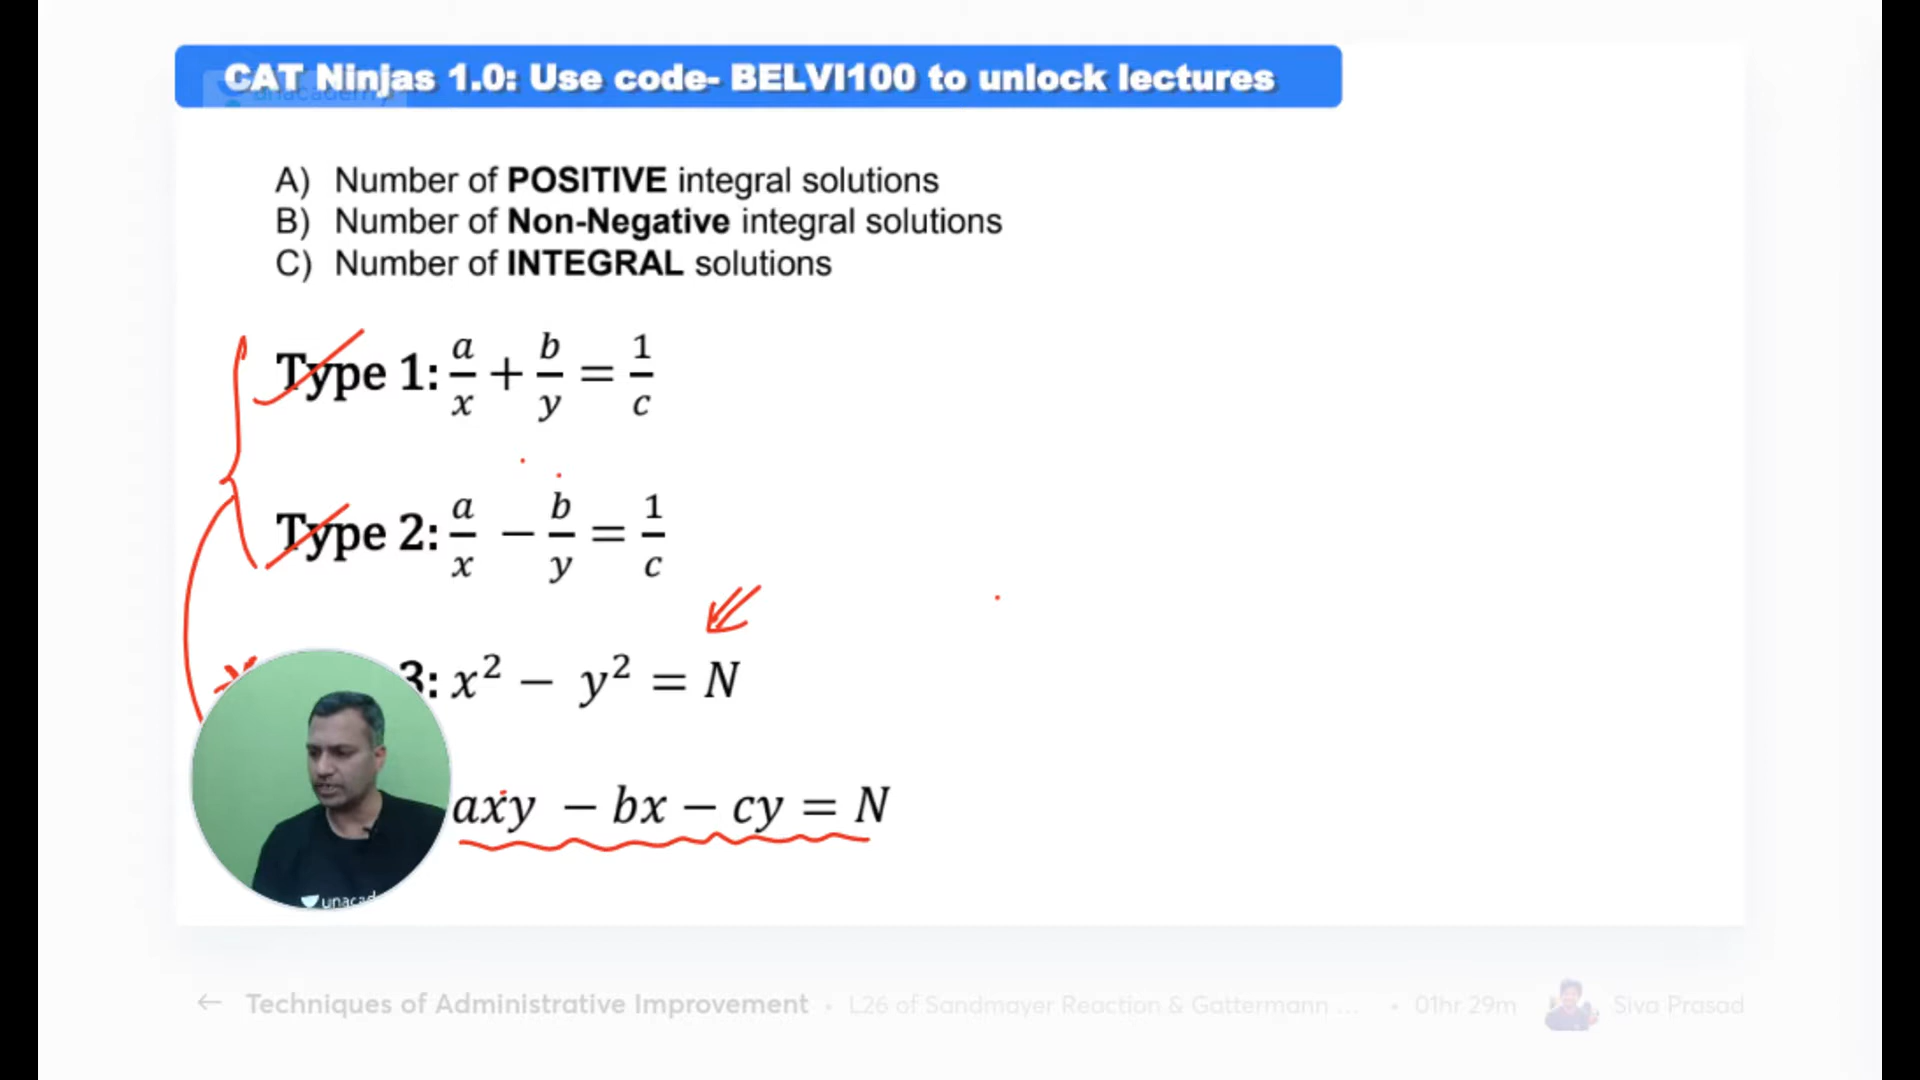 CAT Ninjas 1.0: Use code- BELVI100 to unlock lectures
unacademy
A) Number of POSITIVE integral solutions
B) Number of Non-Negative integral solutions
C) Number of INTEGRAL solutions
Type 1: a/x + b/y = 1/c
Type 2: a/x − b/y = 1/c
3: x² − y² = N
axy − bx − cy = N
unacad
← Techniques of Administrative Improvement • L26 of Sandmayer Reaction & Gattermann ... • 01hr 29m Siva Prasad